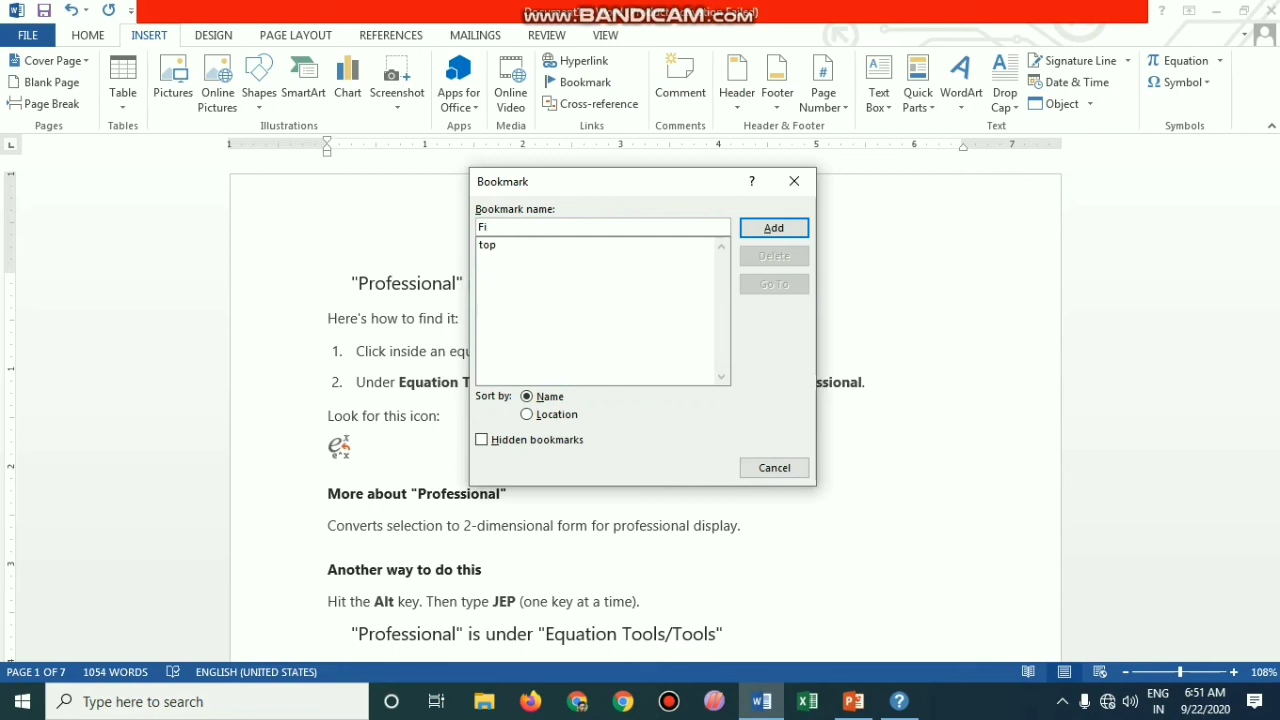 www.BANDICAM.com
FILE HOME INSERT DESIGN PAGE LAYOUT REFERENCES MAILINGS REVIEW VIEW
Cover Page
Blank Page
Page Break
Pages
Table
Tables
Pictures
Online Pictures
Shapes
SmartArt
Chart
Screenshot
Illustrations
Apps for Office
Apps
Online Video
Media
Hyperlink
Bookmark
Cross-reference
Links
Comment
Comments
Header
Footer
Page Number
Header & Footer
Text Box
Quick Parts
WordArt
Drop Cap
Signature Line
Date & Time
Object
Text
Equation
Symbol
Symbols
1 1 2 3 4 5 6 7
Bookmark
Bookmark name:
Fi
top
Add
Delete
Go To
Sort by: Name
Location
Hidden bookmarks
Cancel
"Professional"
Here's how to find it:
1. Click inside an equ
2. Under Equation T ssional.
Look for this icon:
More about "Professional"
Converts selection to 2-dimensional form for professional display.
Another way to do this
Hit the Alt key. Then type JEP (one key at a time).
"Professional" is under "Equation Tools/Tools"
PAGE 1 OF 7 1054 WORDS ENGLISH (UNITED STATES) 108%
Type here to search
ENG
IN
6:51 AM
9/22/2020